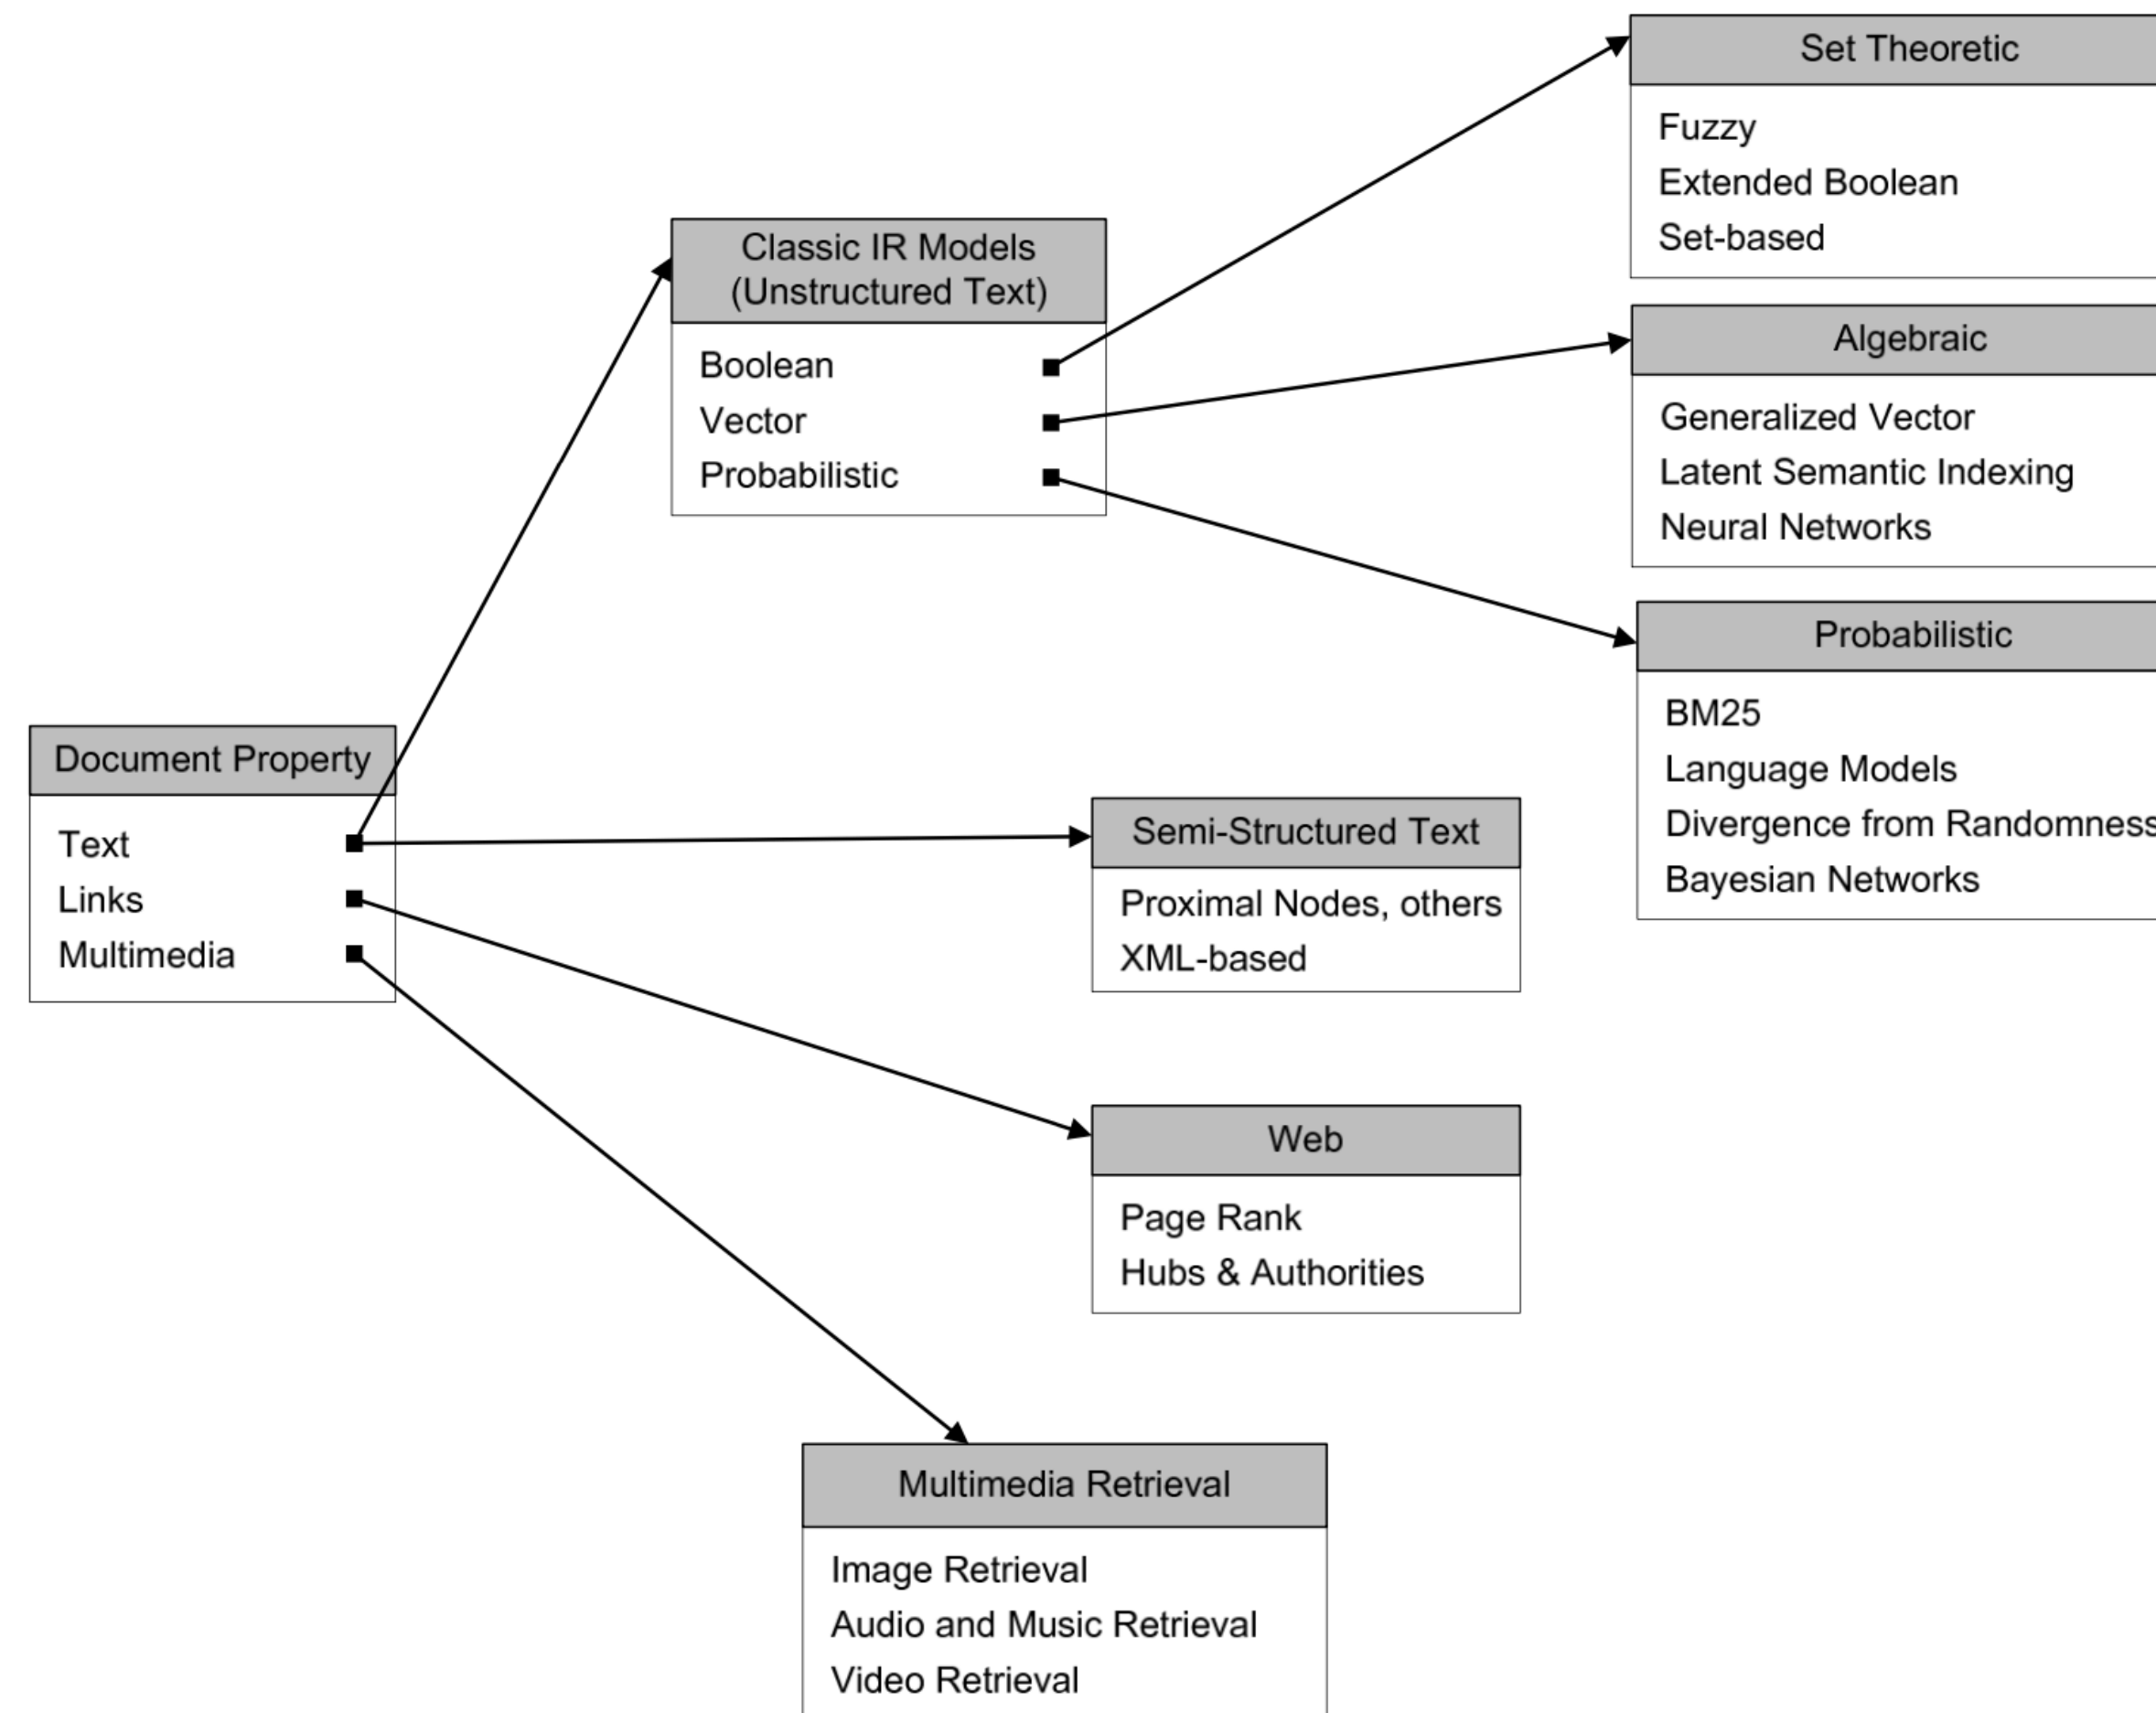 Set Theoretic
Fuzzy
Extended Boolean
Set-based
Classic IR Models
(Unstructured Text)
Boolean
Vector
Probabilistic
Algebraic
Generalized Vector
Latent Semantic Indexing
Neural Networks
Probabilistic
BM25
Language Models
Divergence from Randomness
Bayesian Networks
Document Property
Text
Links
Multimedia
Semi-Structured Text
Proximal Nodes, others
XML-based
Web
Page Rank
Hubs & Authorities
Multimedia Retrieval
Image Retrieval
Audio and Music Retrieval
Video Retrieval